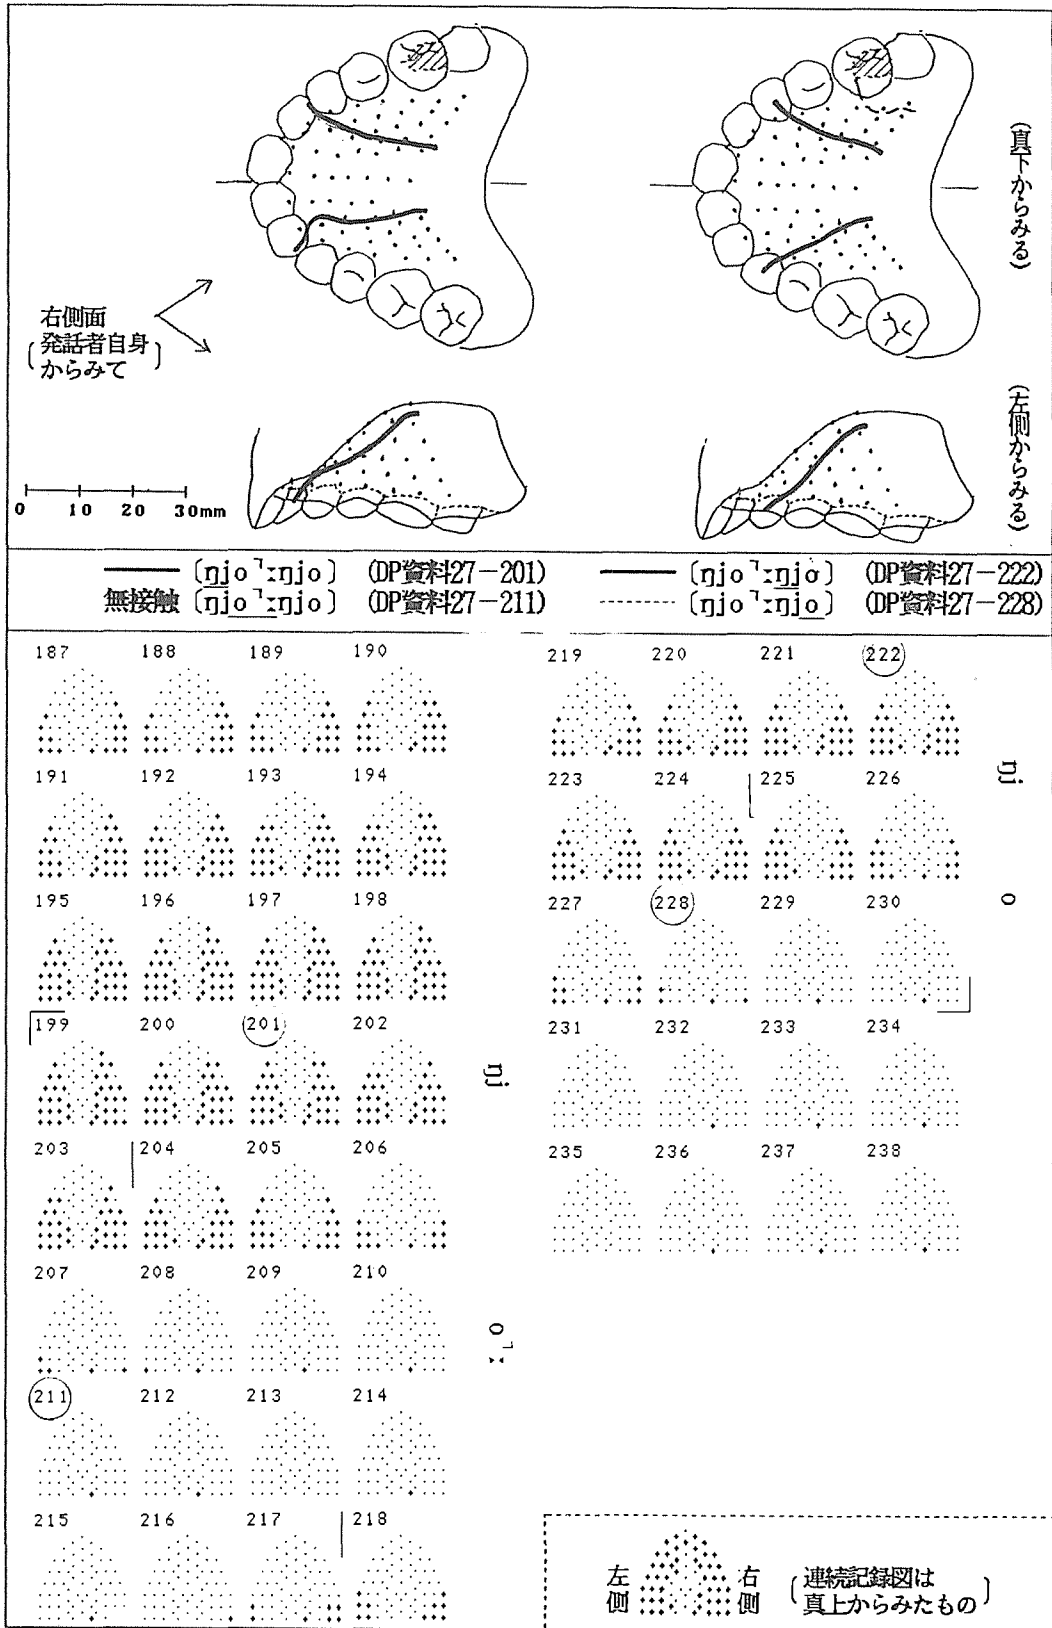 (真下からみる)
右側面
発話者自身
からみて
(左側からみる)
0 10 20 30mm
〔ŋjo˺ːŋjo〕 (DP資料27-201)
無接触 〔ŋjo˺ːŋjo〕 (DP資料27-211)
〔ŋjo˺ːŋjo〕 (DP資料27-222)
〔ŋjo˺ːŋjo〕 (DP資料27-228)
187 188 189 190
191 192 193 194
195 196 197 198
199 200 201 202
ŋj
203 204 205 206
207 208 209 210
o˺ː
211 212 213 214
215 216 217 218
219 220 221 222
ŋj
223 224 225 226
o
227 228 229 230
231 232 233 234
235 236 237 238
左側
右側
連続記録図は
真上からみたもの